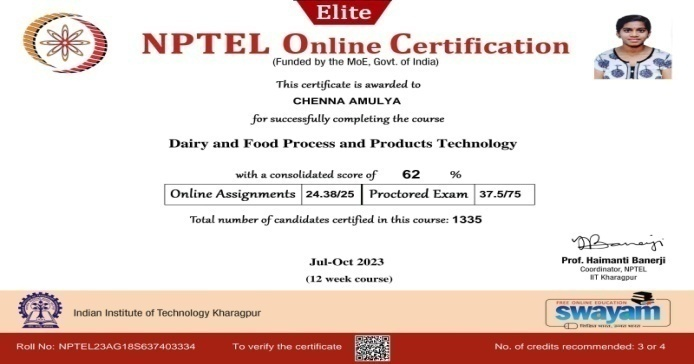 Elite
NPTEL Online Certification
(Funded by the MoE, Govt. of India)
This certificate is awarded to
CHENNA AMULYA
for successfully completing the course
Dairy and Food Process and Products Technology
with a consolidated score of 62 %
Online Assignments 24.38/25 Proctored Exam 37.5/75
Total number of candidates certified in this course: 1335
Jul-Oct 2023
(12 week course)
Prof. Haimanti Banerji
Coordinator, NPTEL
IIT Kharagpur
Indian Institute of Technology Kharagpur
FREE ONLINE EDUCATION
swayam
Roll No: NPTEL23AG18S637403334
To verify the certificate
No. of credits recommended: 3 or 4